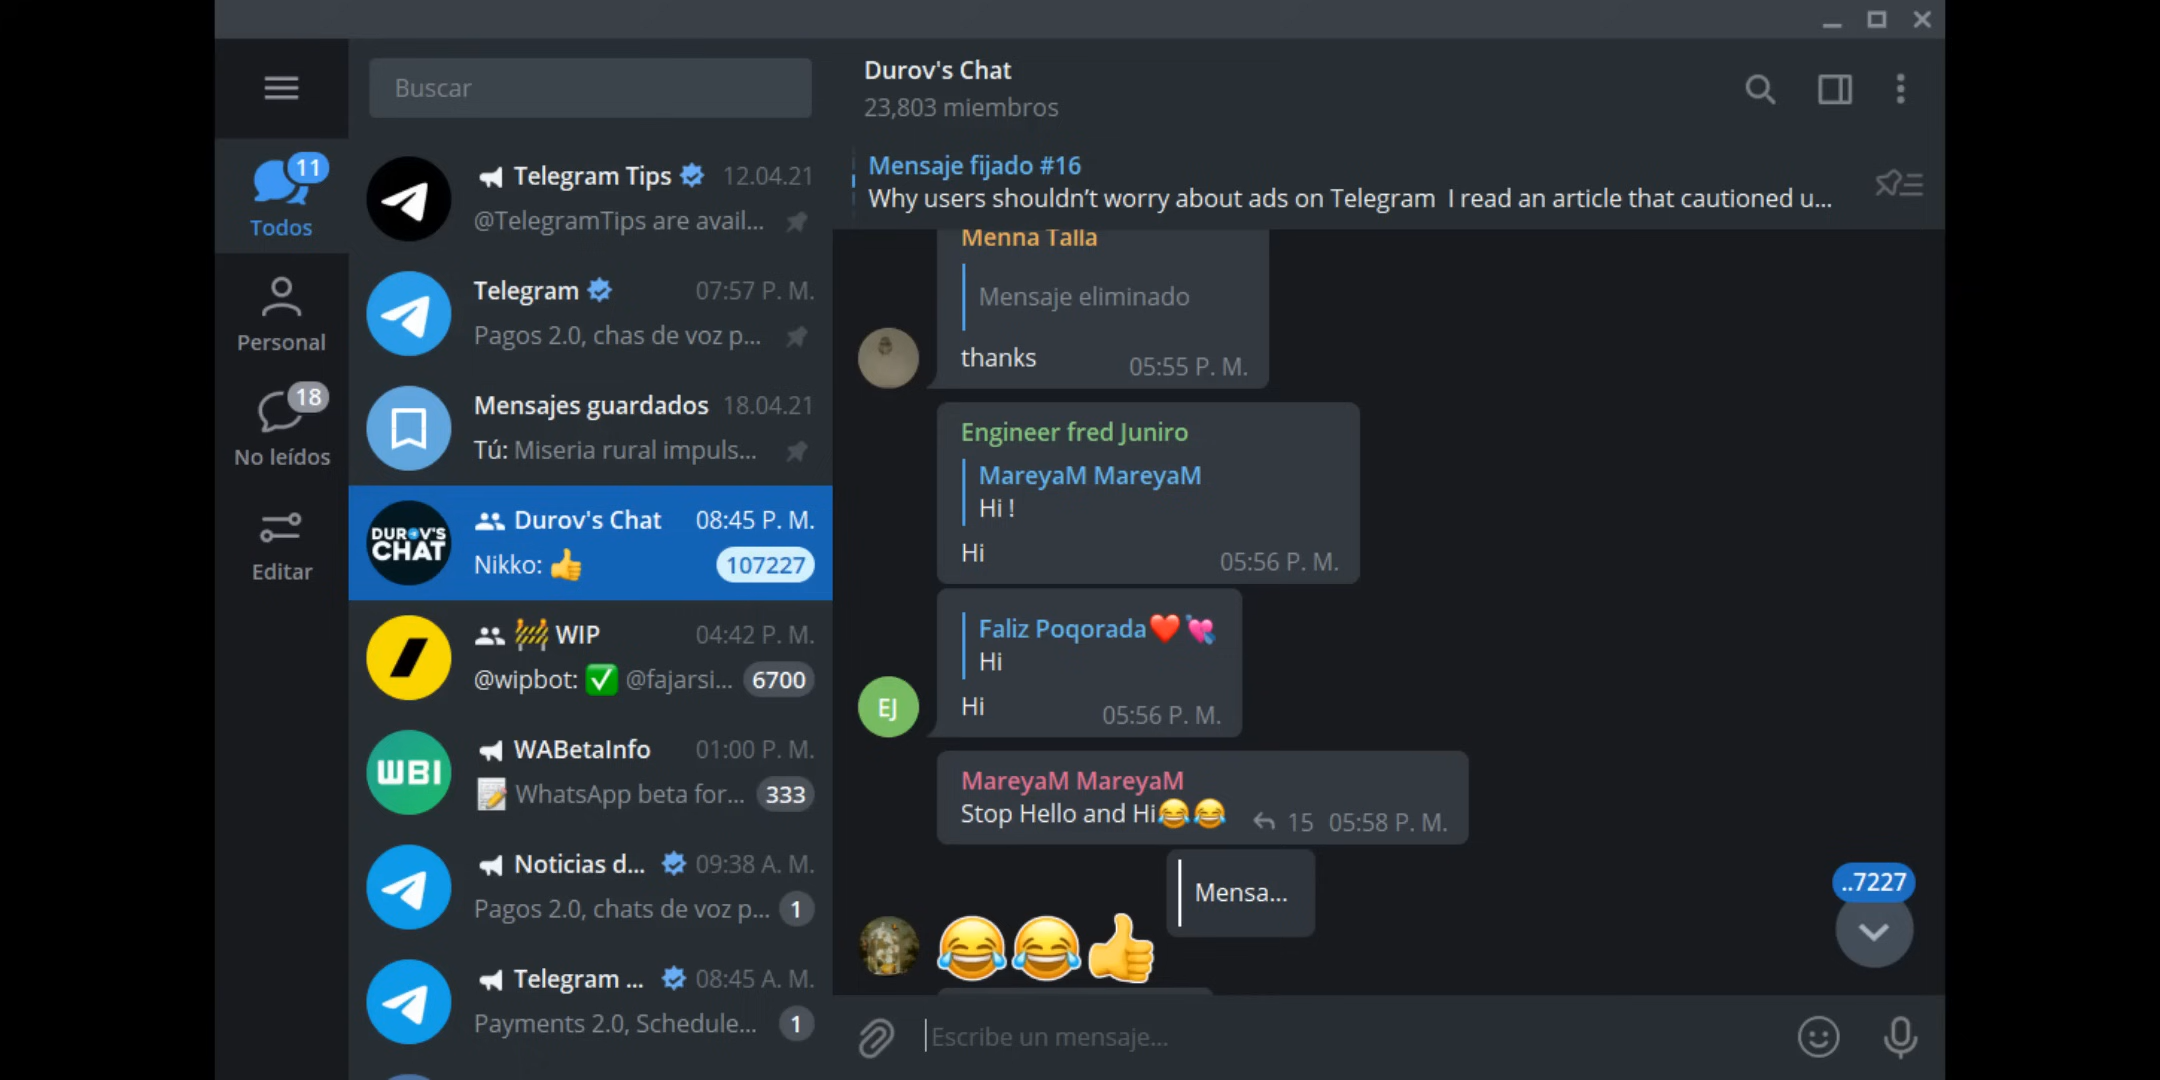 Buscar
11
Todos
Personal
18
No leídos
Editar
Telegram Tips 12.04.21
@TelegramTips are avail...
Telegram 07:57 P. M.
Pagos 2.0, chas de voz p...
Mensajes guardados 18.04.21
Tú: Miseria rural impuls...
DUROV'S
CHAT
Durov's Chat 08:45 P. M.
Nikko: 👍 107227
🚧 WIP 04:42 P. M.
@wipbot: ✅ @fajarsi... 6700
WBI
WABetaInfo 01:00 P. M.
📝 WhatsApp beta for... 333
Noticias d... 09:38 A. M.
Pagos 2.0, chats de voz p... 1
Telegram ... 08:45 A. M.
Payments 2.0, Schedule... 1
Durov's Chat
23,803 miembros
Mensaje fijado #16
Why users shouldn’t worry about ads on Telegram I read an article that cautioned u...
Menna Talla
Mensaje eliminado
thanks 05:55 P. M.
Engineer fred Juniro
MareyaM MareyaM
Hi !
Hi 05:56 P. M.
Faliz Poqorada❤️💘
Hi
EJ
Hi 05:56 P. M.
MareyaM MareyaM
Stop Hello and Hi😂😂 15 05:58 P. M.
Mensa...
😂😂👍
..7227
Escribe un mensaje...